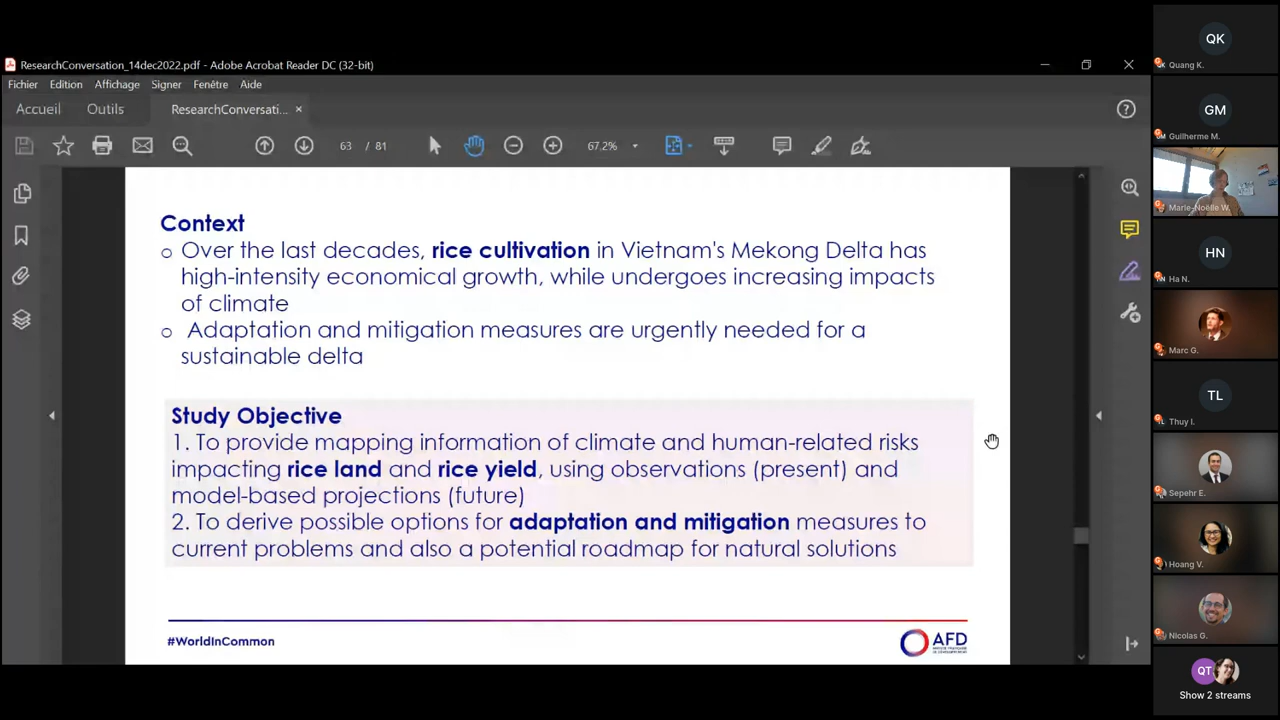 QK
Quang K.
ResearchConversation_14dec2022.pdf - Adobe Acrobat Reader DC (32-bit)
Fichier Edition Affichage Signer Fenêtre Aide
Accueil Outils ResearchConversati... ×
GM
Guilherme M.
63 / 81 67.2%
Marie-Noëlle W.
Context
o Over the last decades, rice cultivation in Vietnam's Mekong Delta has
high-intensity economical growth, while undergoes increasing impacts
of climate
o Adaptation and mitigation measures are urgently needed for a
sustainable delta
HN
Ha N.
Marc G.
Study Objective
1. To provide mapping information of climate and human-related risks
impacting rice land and rice yield, using observations (present) and
model-based projections (future)
2. To derive possible options for adaptation and mitigation measures to
current problems and also a potential roadmap for natural solutions
TL
Thuy l.
Sepehr E.
Hoang V.
Nicolas G.
#WorldInCommon
AFD
QT
Show 2 streams